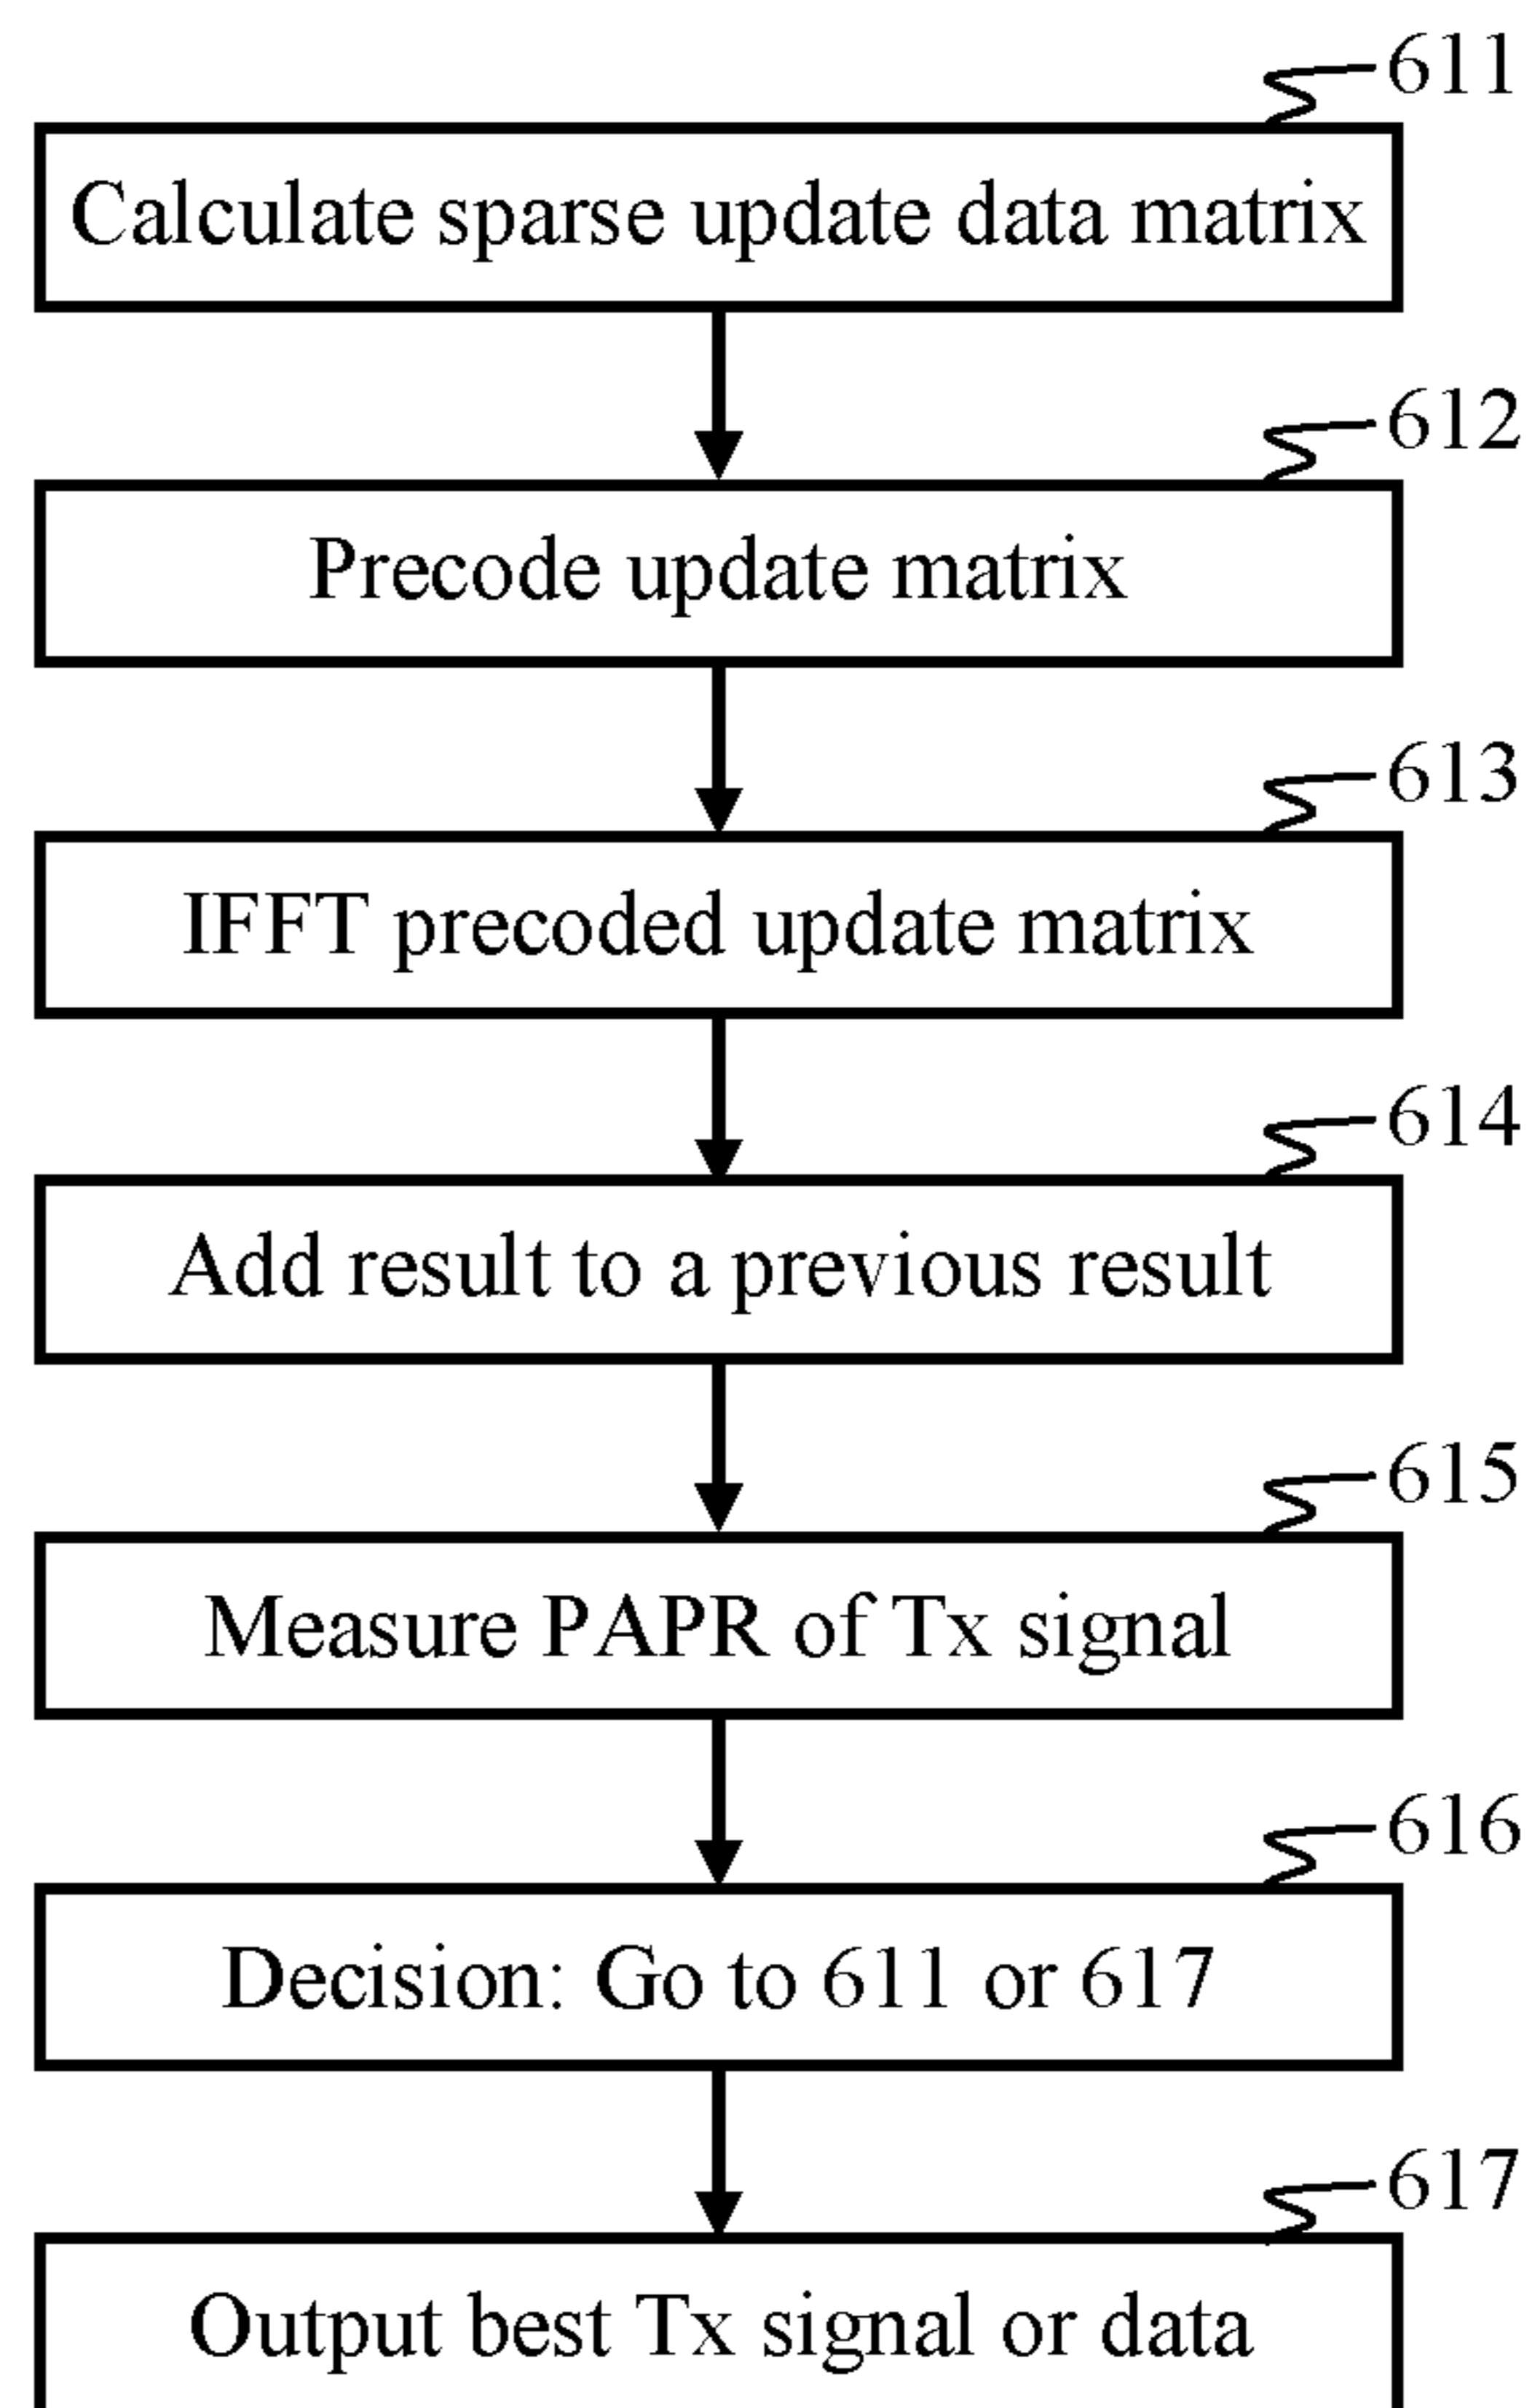 611
Calculate sparse update data matrix
612
Precode update matrix
613
IFFT precoded update matrix
614
Add result to a previous result
615
Measure PAPR of Tx signal
616
Decision: Go to 611 or 617
617
Output best Tx signal or data